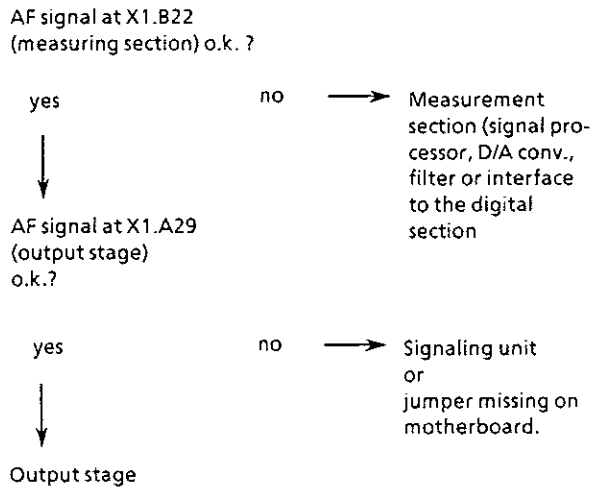 AF signal at X1.B22
(measuring section) o.k. ?
yes
no
Measurement
section (signal pro-
cessor, D/A conv.,
filter or interface
to the digital
section
AF signal at X1.A29
(output stage)
o.k.?
yes
no
Signaling unit
or
jumper missing on
motherboard.
Output stage